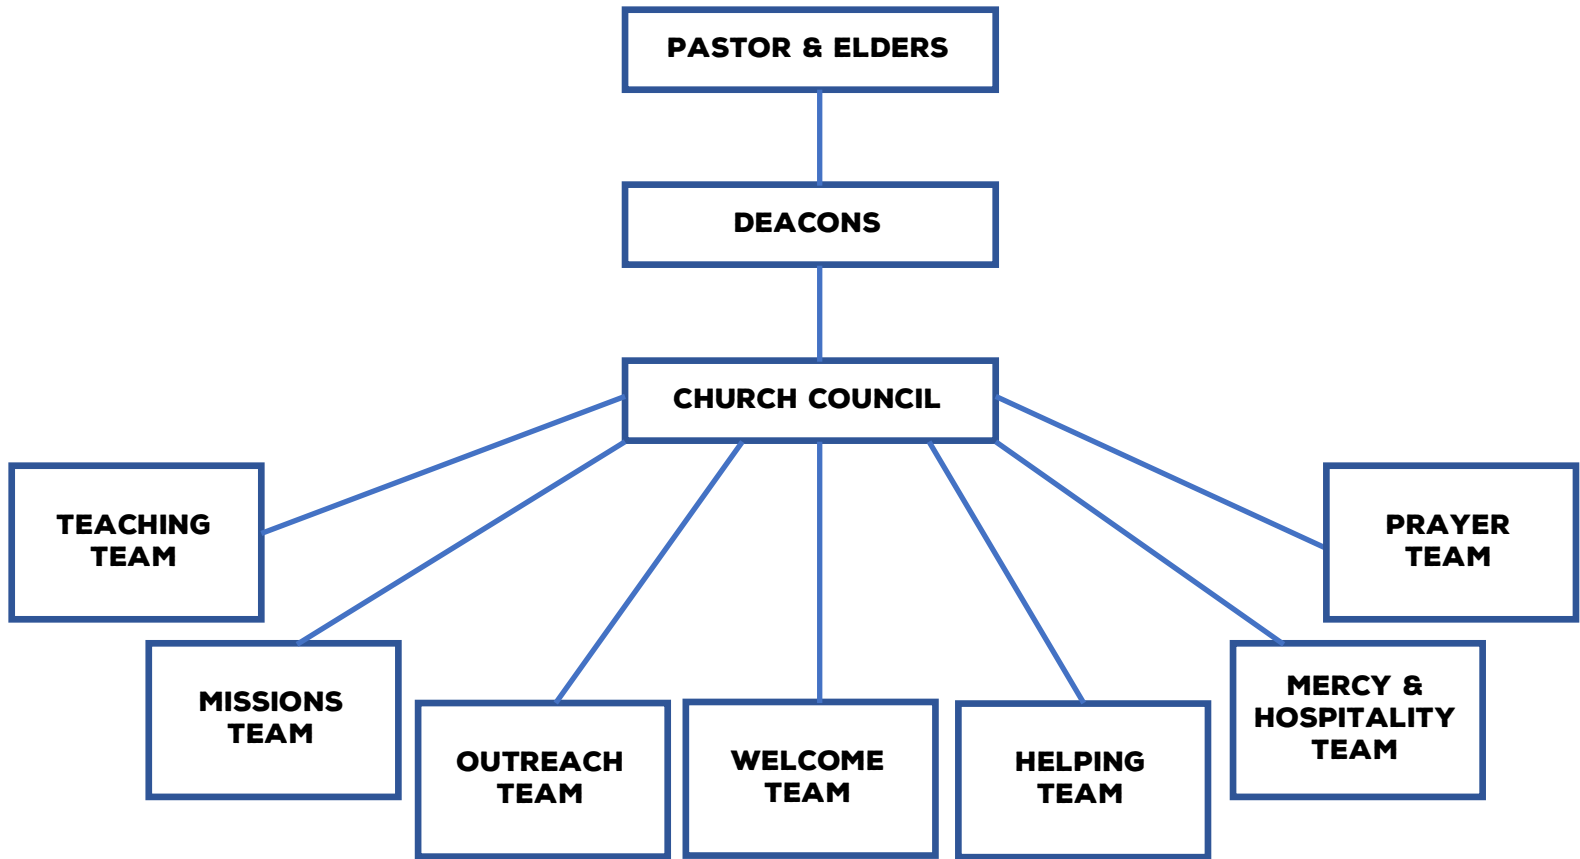 PASTOR & ELDERS
DEACONS
CHURCH COUNCIL
TEACHING
TEAM
PRAYER
TEAM
MISSIONS
TEAM
MERCY &
HOSPITALITY
TEAM
OUTREACH
TEAM
WELCOME
TEAM
HELPING
TEAM